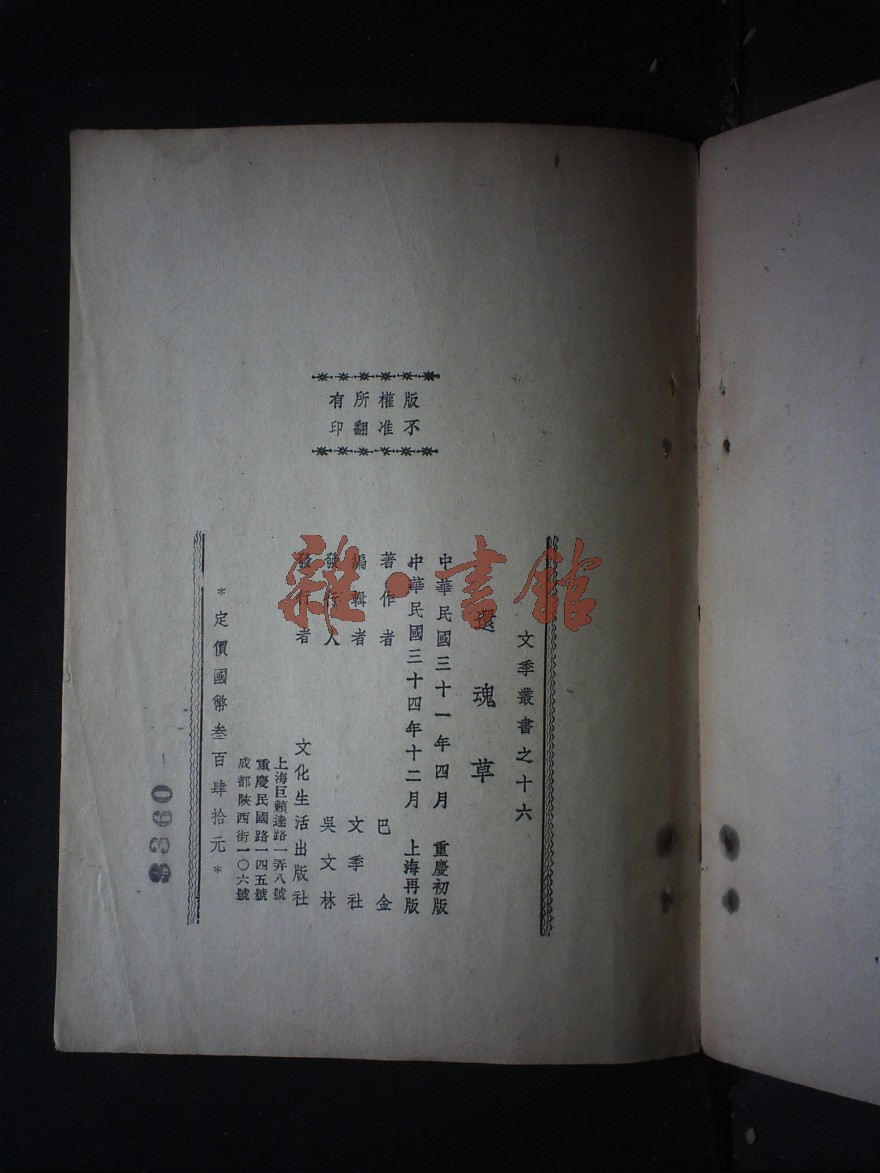 版權所有
不准翻印
文季叢書之十六
還魂草
中華民國三十一年四月 重慶初版
中華民國三十四年十二月 上海再版
著作者 巴金
編輯者 文季社
發行人 吳文林
發行者 文化生活出版社
上海巨籟達路一弄八號
重慶民國路一四五號
成都陝西街一〇六號
*定價國幣叁百肆拾元*
$360—
雜·書館